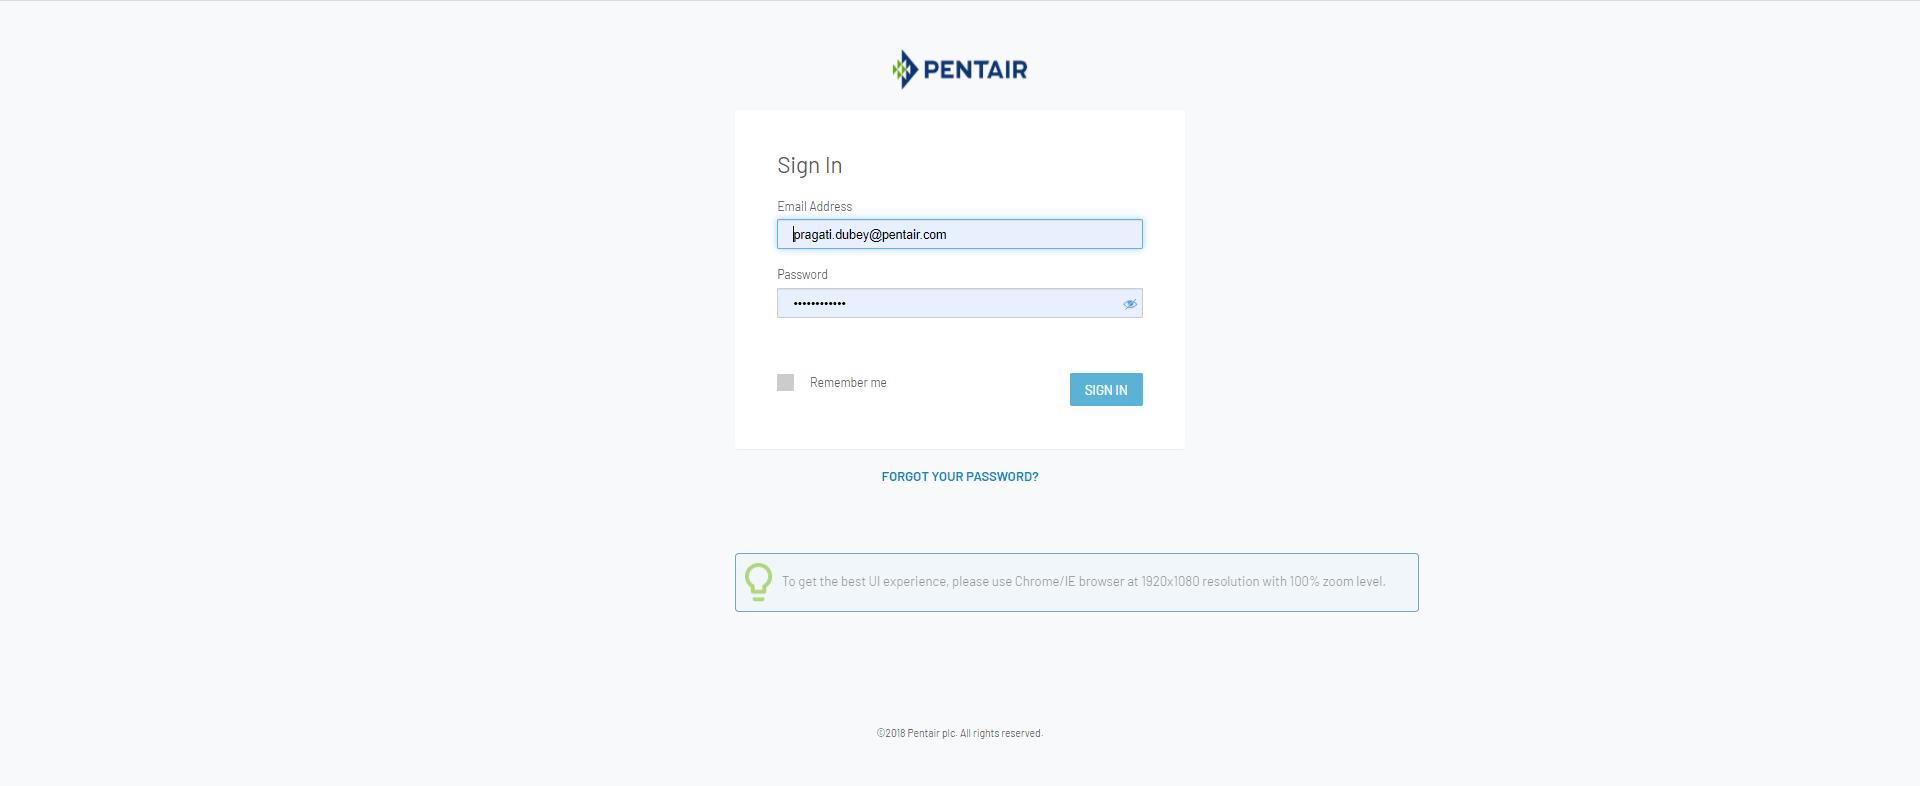 PENTAIR
Sign In
Email Address
pragati.dubey@pentair.com
Password
••••••••••••
Remember me
SIGN IN
FORGOT YOUR PASSWORD?
To get the best UI experience, please use Chrome/IE browser at 1920x1080 resolution with 100% zoom level.
©2018 Pentair plc. All rights reserved.